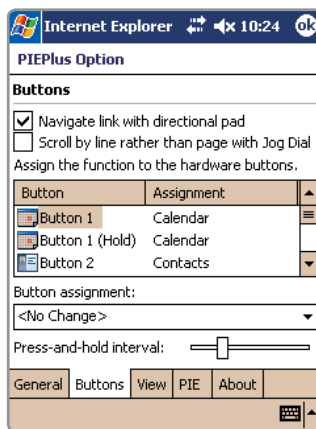 Internet Explorer 10:24 ok
PIEPlus Option
Buttons
Navigate link with directional pad
Scroll by line rather than page with Jog Dial
Assign the function to the hardware buttons.
Button Assignment
Button 1 Calendar
Button 1 (Hold) Calendar
Button 2 Contacts
Button assignment:
<No Change>
Press-and-hold interval:
General Buttons View PIE About